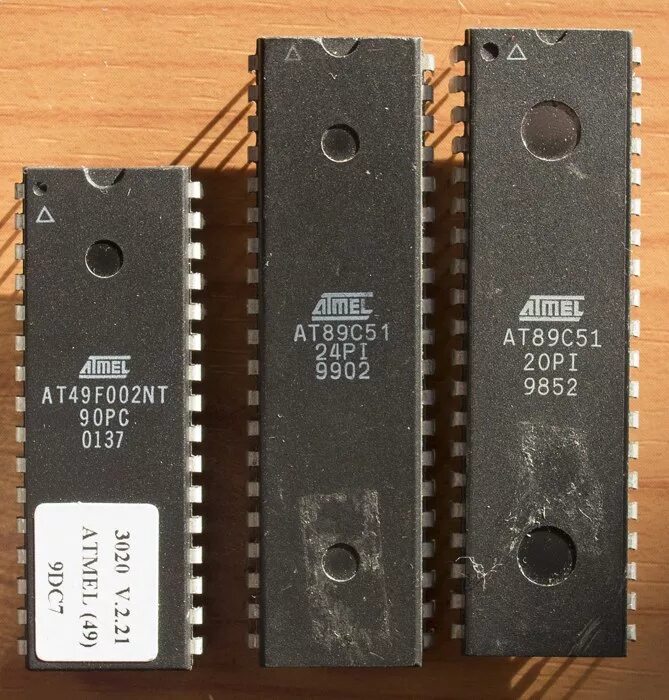 ATMEL
AT49F002NT
90PC
0137
3020 V.2.21
ATMEL (49)
9DC7
ATMEL
AT89C51
24PI
9902
ATMEL
AT89C51
20PI
9852